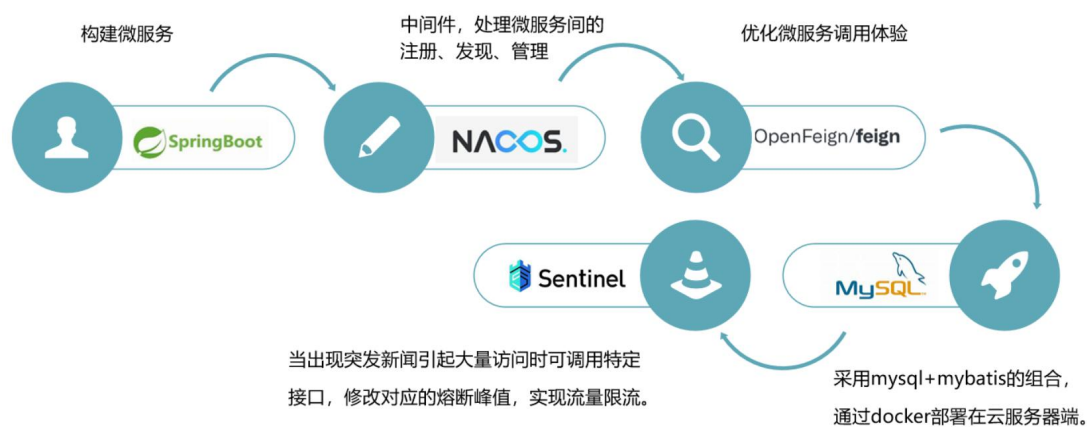 构建微服务
中间件，处理微服务间的
注册、发现、管理
优化微服务调用体验
SpringBoot
NACOS.
OpenFeign/feign
Sentinel
MySQL
当出现突发新闻引起大量访问时可调用特定
接口，修改对应的熔断峰值，实现流量限流。
采用mysql+mybatis的组合，
通过docker部署在云服务器端。